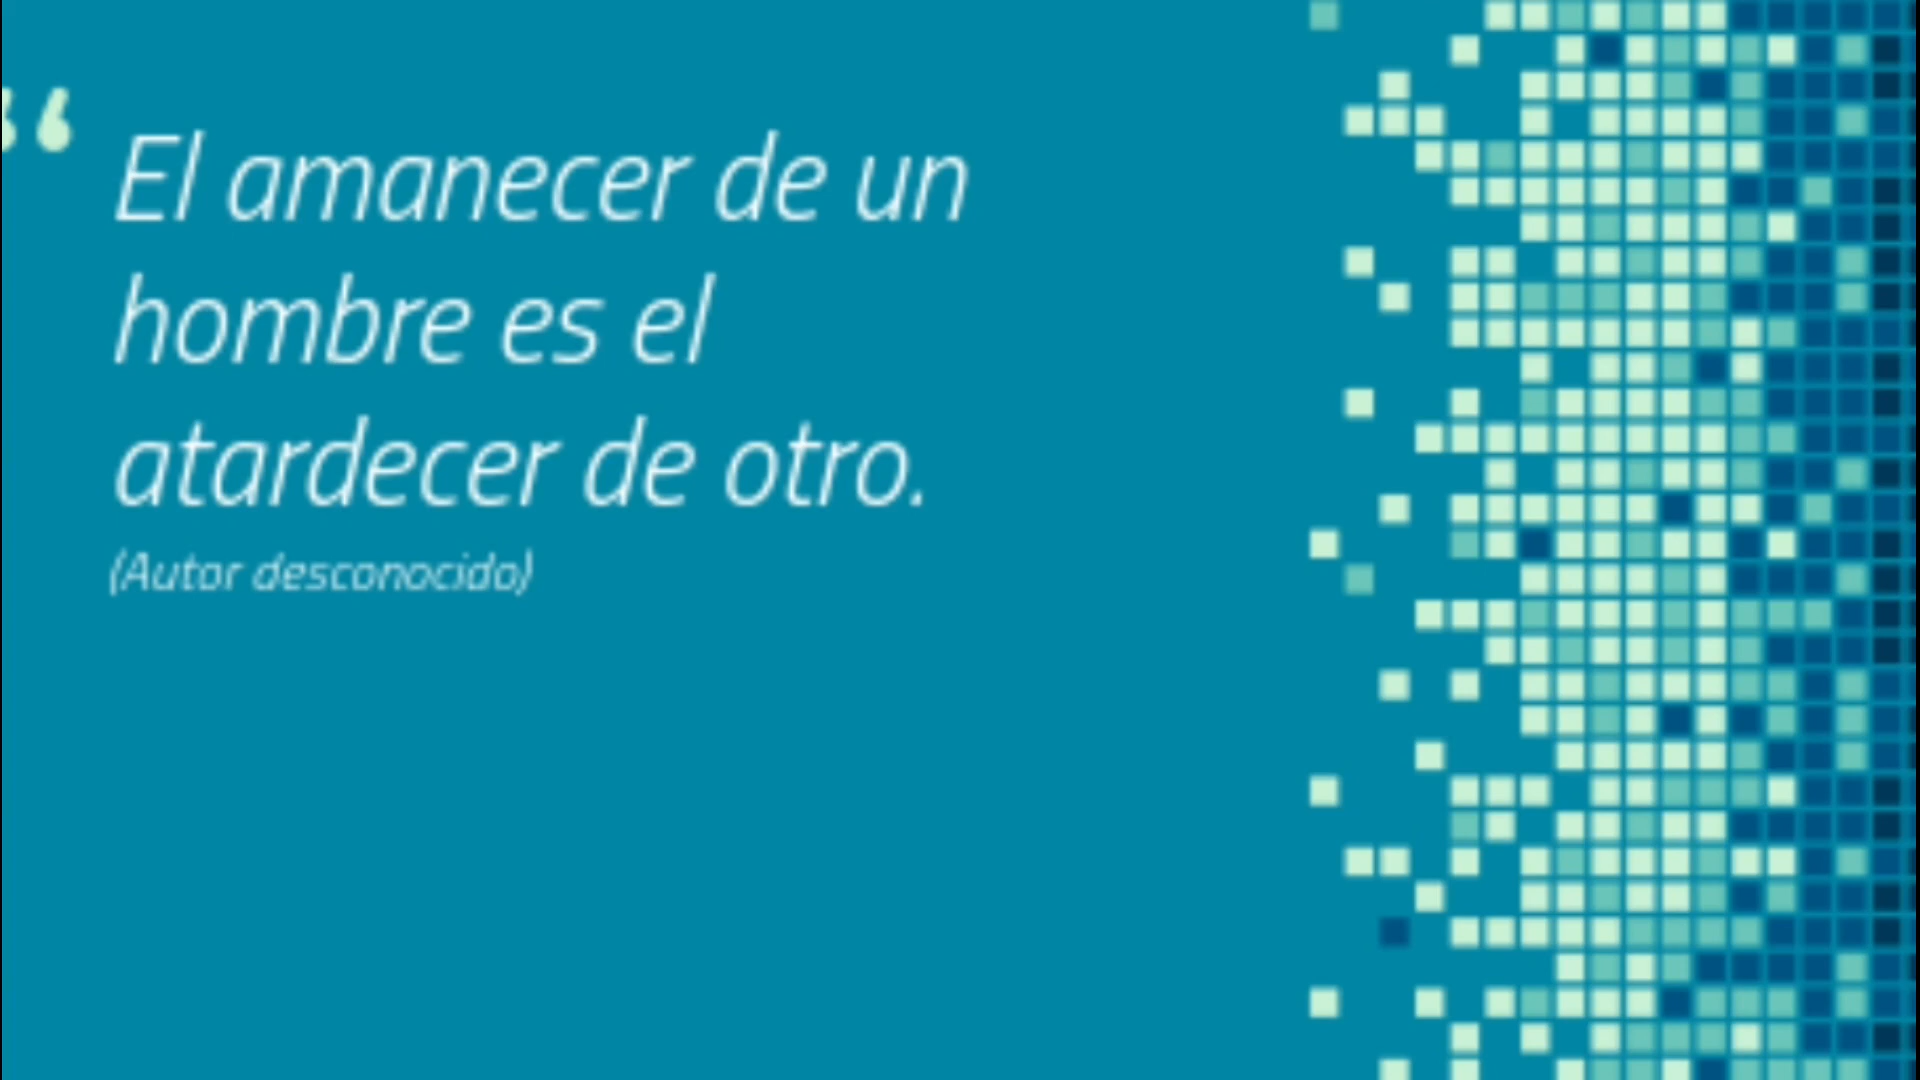 “
El amanecer de un
hombre es el
atardecer de otro.
(Autor desconocido)